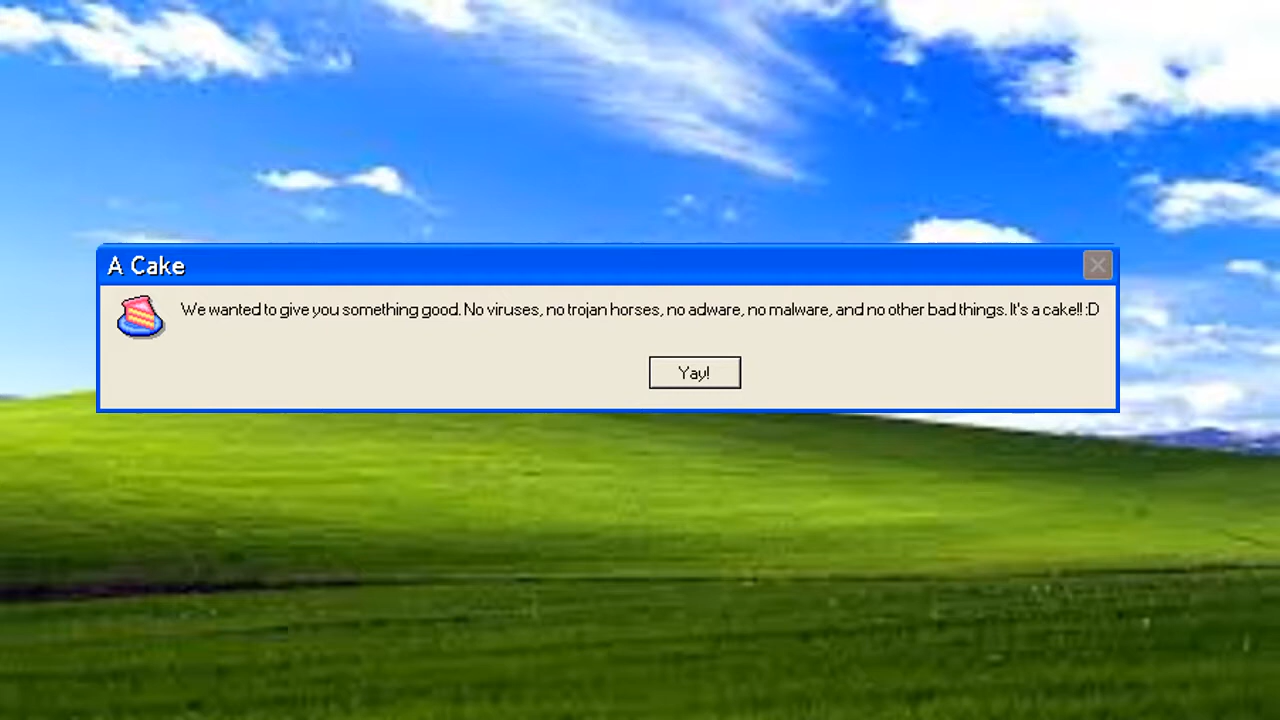 A Cake
We wanted to give you something good. No viruses, no trojan horses, no adware, no malware, and no other bad things. It's a cake!! :D
Yay!